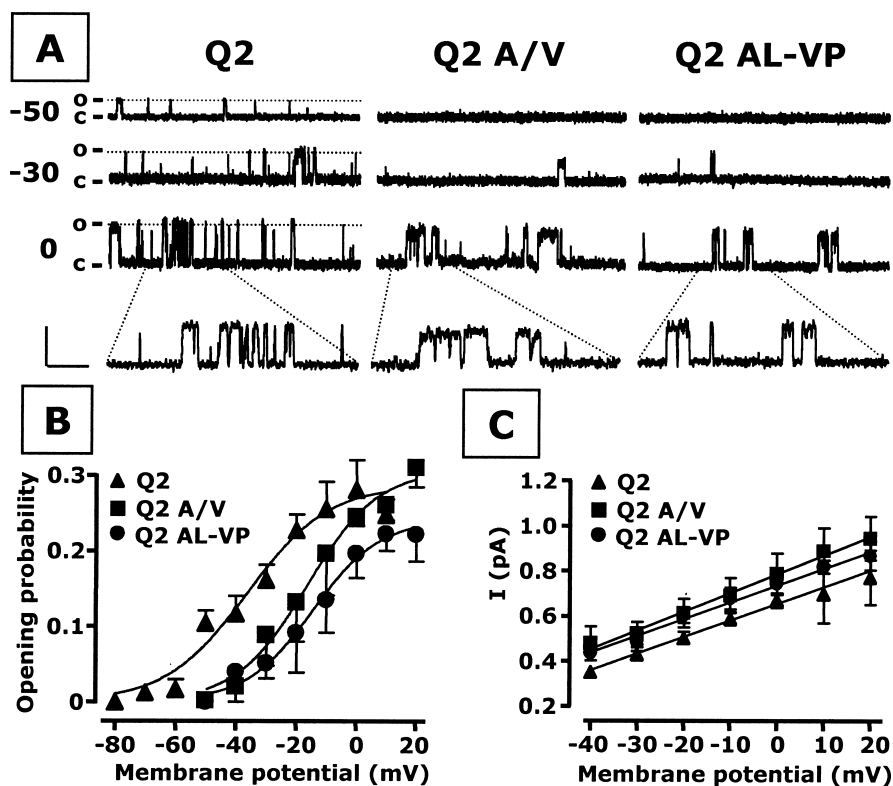 A
Q2
Q2 A/V
Q2 AL-VP
-50
O
C
-30
O
C
0
O
C
B
Opening probability
0.3
0.2
0.1
0
Q2
Q2 A/V
Q2 AL-VP
-80
-60
-40
-20
0
20
Membrane potential (mV)
C
I (pA)
1.2
1.0
0.8
0.6
0.4
0.2
Q2
Q2 A/V
Q2 AL-VP
-40
-30
-20
-10
0
10
20
Membrane potential (mV)